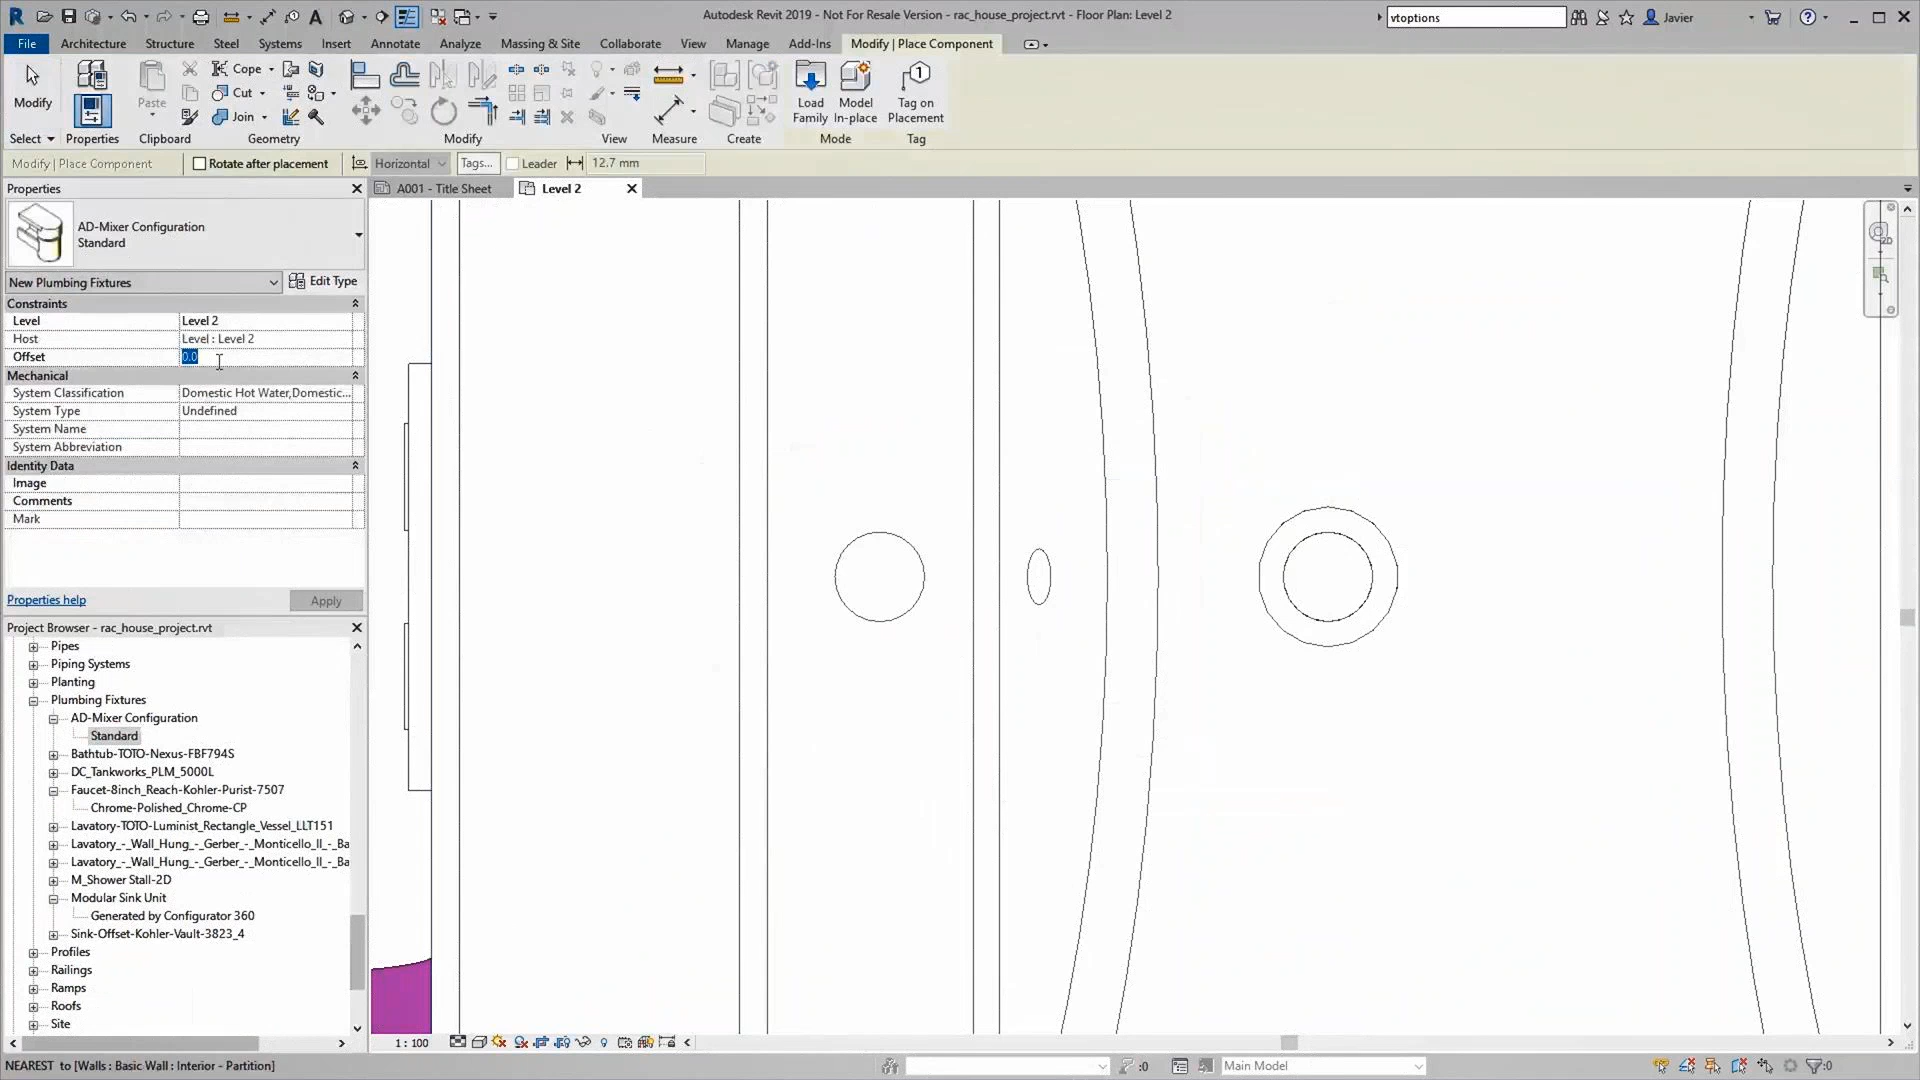 Autodesk Revit 2019 - Not For Resale Version - rac_house_project.rvt - Floor Plan: Level 2
vtoptions
Javier
File Architecture Structure Steel Systems Insert Annotate Analyze Massing & Site Collaborate View Manage Add-Ins Modify | Place Component
Cope
Cut
Join
Modify
Paste
Load Family
Model In-place
Tag on Placement
Select Properties Clipboard Geometry Modify View Measure Create Mode Tag
Modify | Place Component Rotate after placement Horizontal Tags... Leader 12.7 mm
Properties
A001 - Title Sheet
Level 2
AD-Mixer Configuration
Standard
New Plumbing Fixtures
Edit Type
Constraints
Level Level 2
Host Level : Level 2
Offset 0.0
Mechanical
System Classification Domestic Hot Water,Domestic...
System Type Undefined
System Name
System Abbreviation
Identity Data
Image
Comments
Mark
Properties help
Apply
Project Browser - rac_house_project.rvt
Pipes
Piping Systems
Planting
Plumbing Fixtures
AD-Mixer Configuration
Standard
Bathtub-TOTO-Nexus-FBF794S
DC_Tankworks_PLM_5000L
Faucet-8inch_Reach-Kohler-Purist-7507
Chrome-Polished_Chrome-CP
Lavatory-TOTO-Luminist_Rectangle_Vessel_LLT151
Lavatory_-_Wall_Hung_-_Gerber_-_Monticello_II_-_Ba
Lavatory_-_Wall_Hung_-_Gerber_-_Monticello_II_-_Ba
M_Shower Stall-2D
Modular Sink Unit
Generated by Configurator 360
Sink-Offset-Kohler-Vault-3823_4
Profiles
Railings
Ramps
Roofs
Site
1 : 100
NEAREST to [Walls : Basic Wall : Interior - Partition]
:0
Main Model
:0